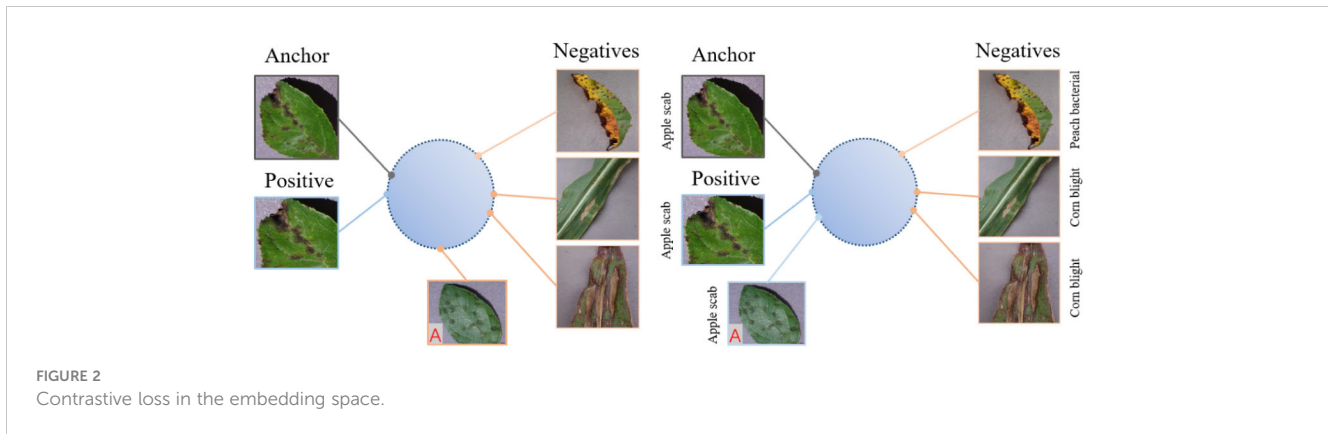 Anchor
Negatives
Positive
A
Anchor
Negatives
Apple scab
Peach bacterial
Positive
Apple scab
Corn blight
Apple scab
A
Corn blight
FIGURE 2
Contrastive loss in the embedding space.